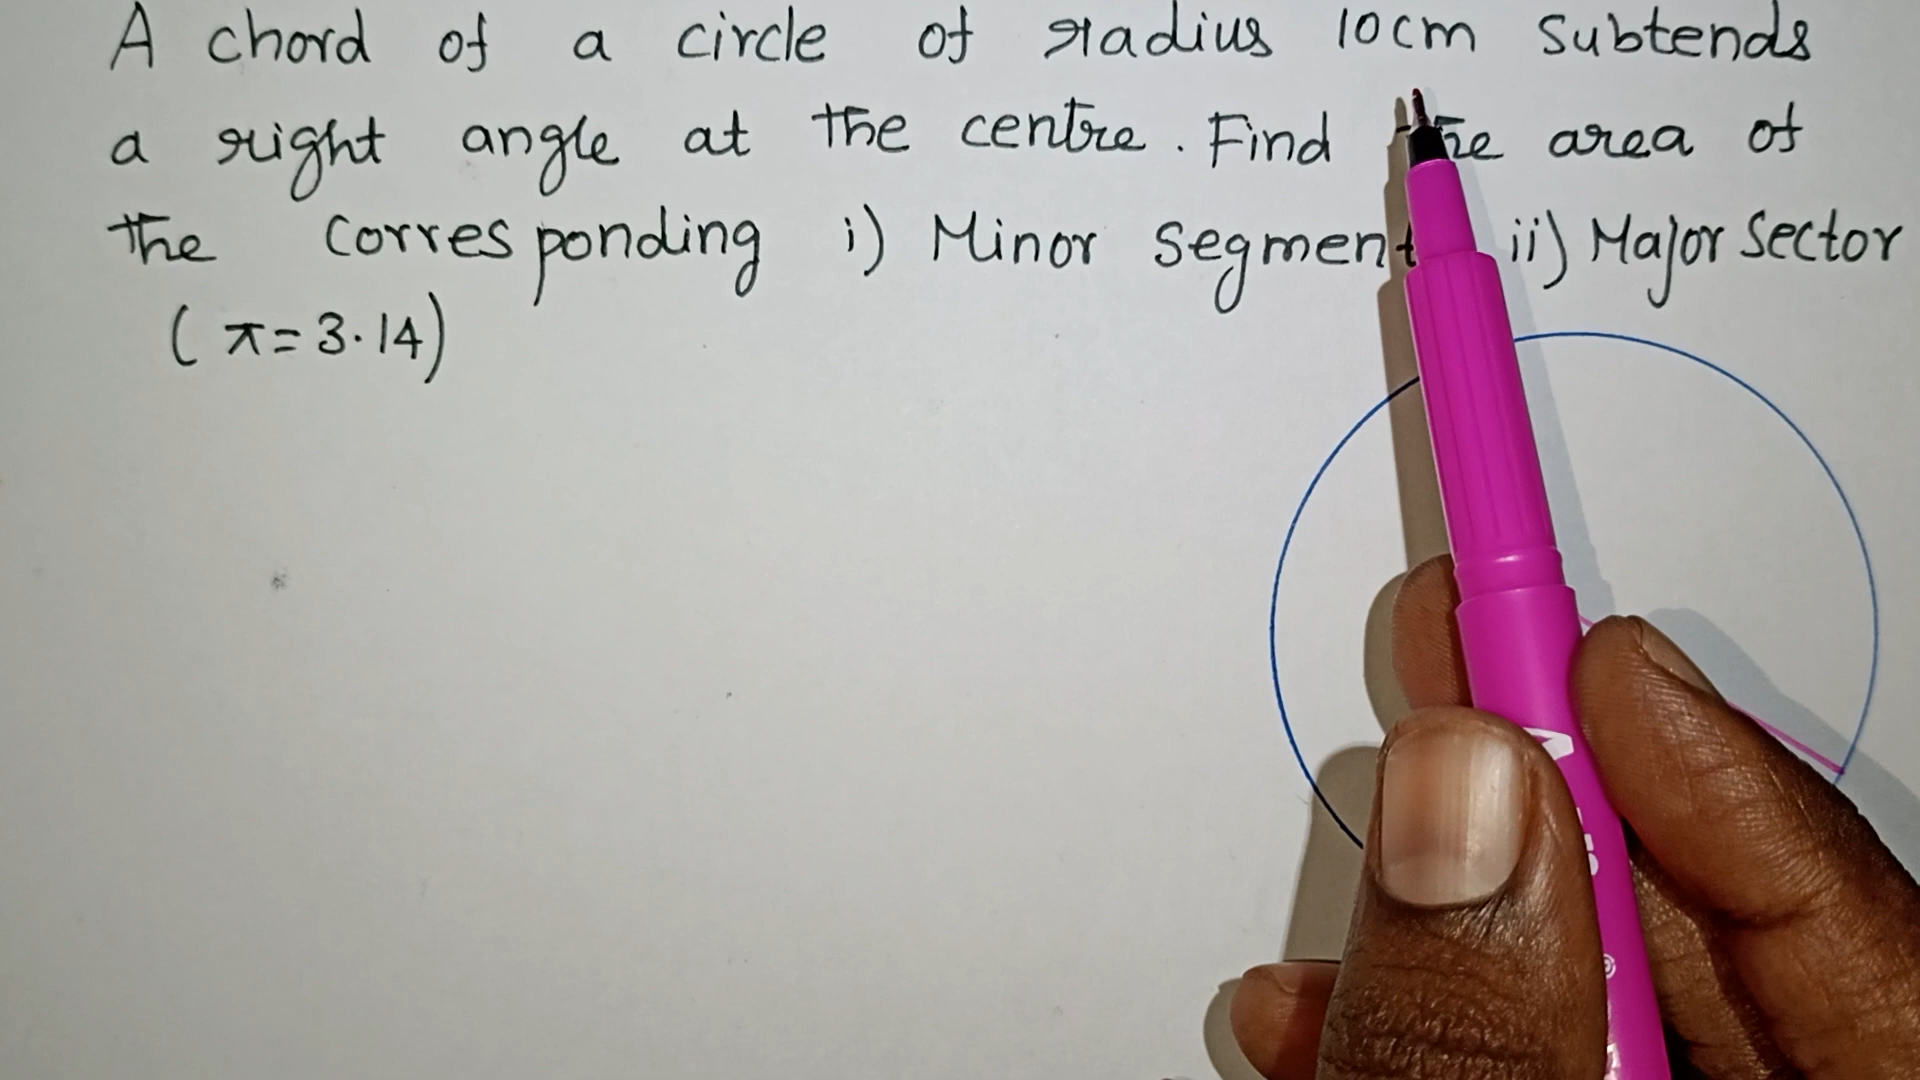 A chord of a circle of radius 10cm subtends
a right angle at the centre. Find the area of
the corresponding i) Minor segment ii) Major sector
(π=3.14)